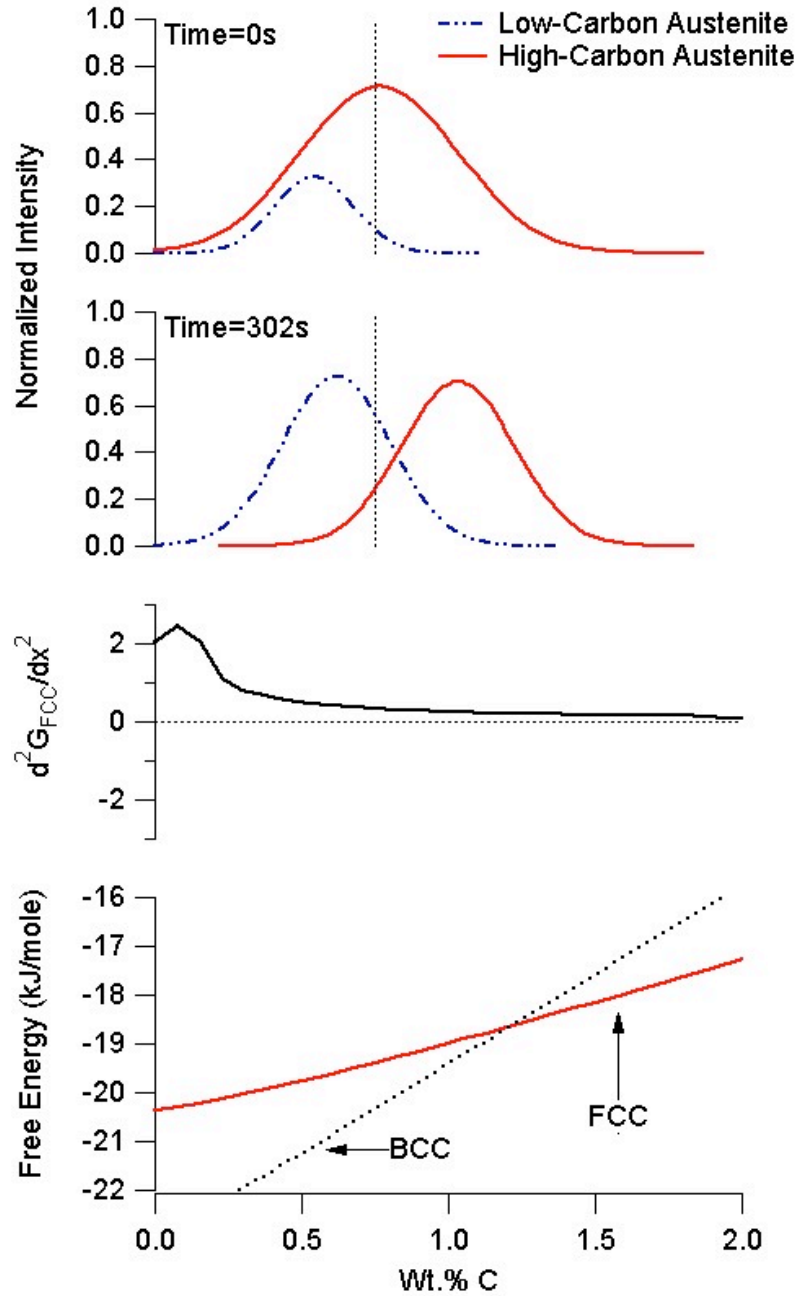 Low-Carbon Austenite
High-Carbon Austenite
Normalized Intensity
Time=0s
1.0
0.8
0.6
0.4
0.2
0.0
Time=302s
1.0
0.8
0.6
0.4
0.2
0.0
d²G_FCC/dx²
2
0
-2
Free Energy (kJ/mole)
-16
-17
-18
-19
-20
-21
-22
FCC
BCC
0.0 0.5 1.0 1.5 2.0
Wt.% C